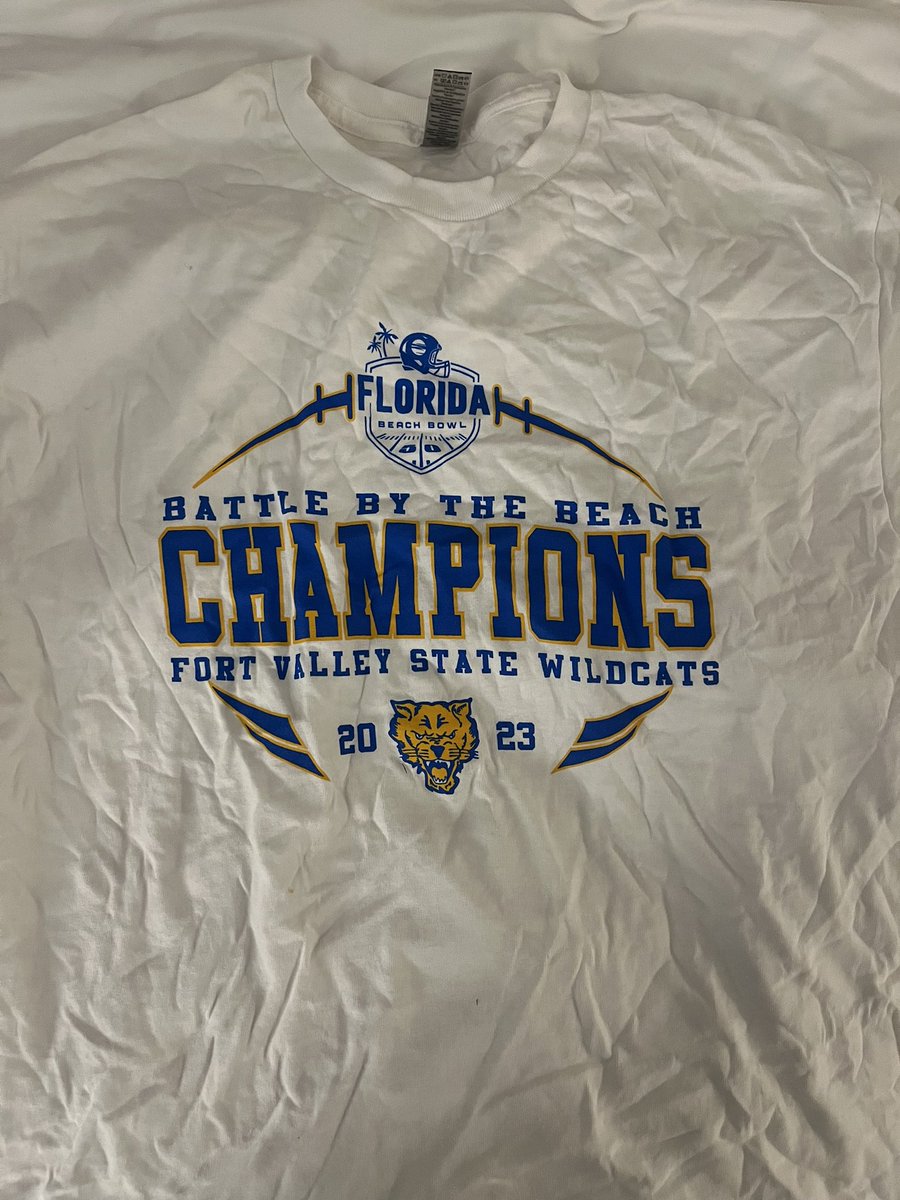 FLORIDA
BEACH BOWL
BATTLE BY THE BEACH
CHAMPIONS
FORT VALLEY STATE WILDCATS
20 23